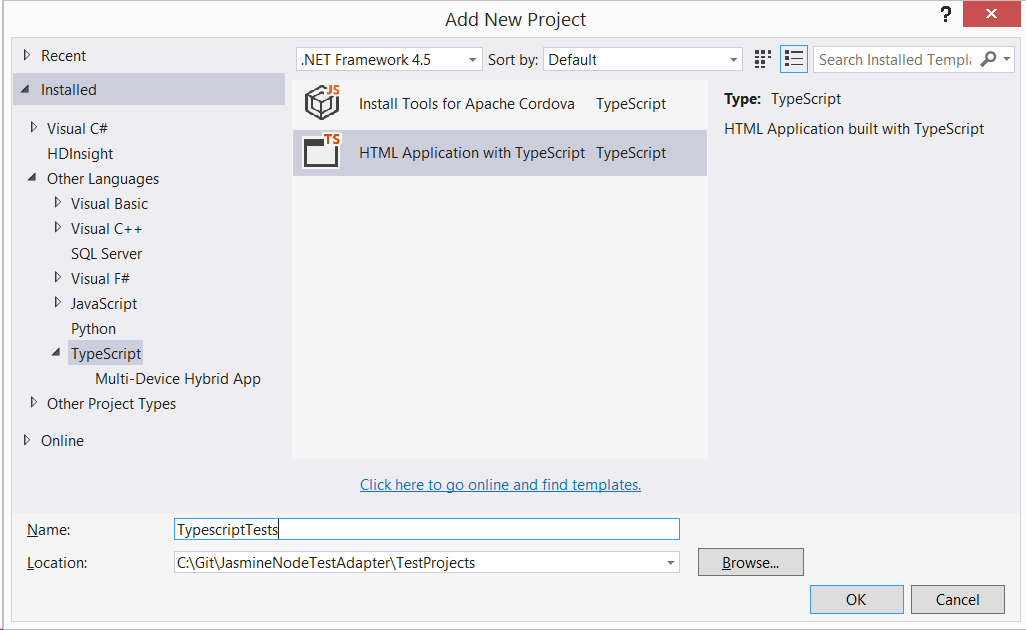 Add New Project
?
Recent
Installed
Visual C#
HDInsight
Other Languages
Visual Basic
Visual C++
SQL Server
Visual F#
JavaScript
Python
TypeScript
Multi-Device Hybrid App
Other Project Types
Online
.NET Framework 4.5
Sort by: Default
Search Installed Templa
JS
Install Tools for Apache Cordova TypeScript
TS
HTML Application with TypeScript TypeScript
Type: TypeScript
HTML Application built with TypeScript
Click here to go online and find templates.
Name: TypescriptTests
Location: C:\Git\JasmineNodeTestAdapter\TestProjects
Browse...
OK Cancel